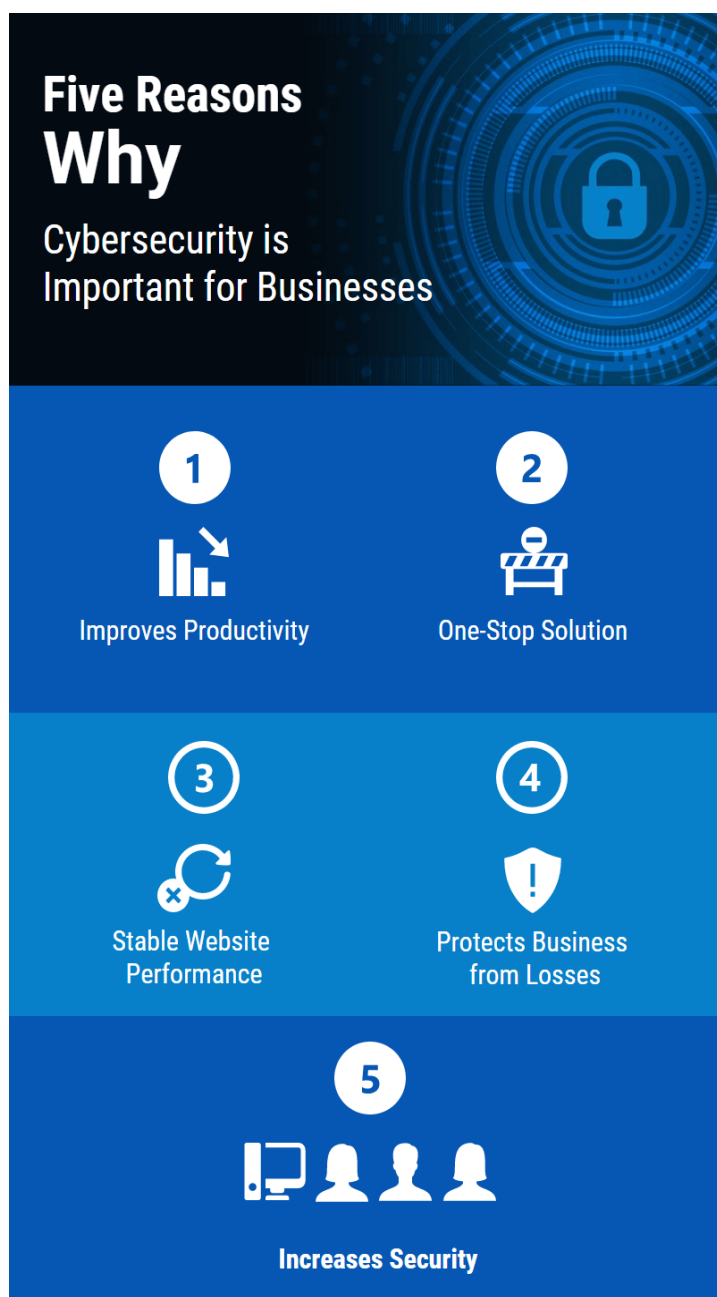 Five Reasons
Why
Cybersecurity is
Important for Businesses
1
Improves Productivity
2
One-Stop Solution
3
Stable Website
Performance
4
Protects Business
from Losses
5
Increases Security